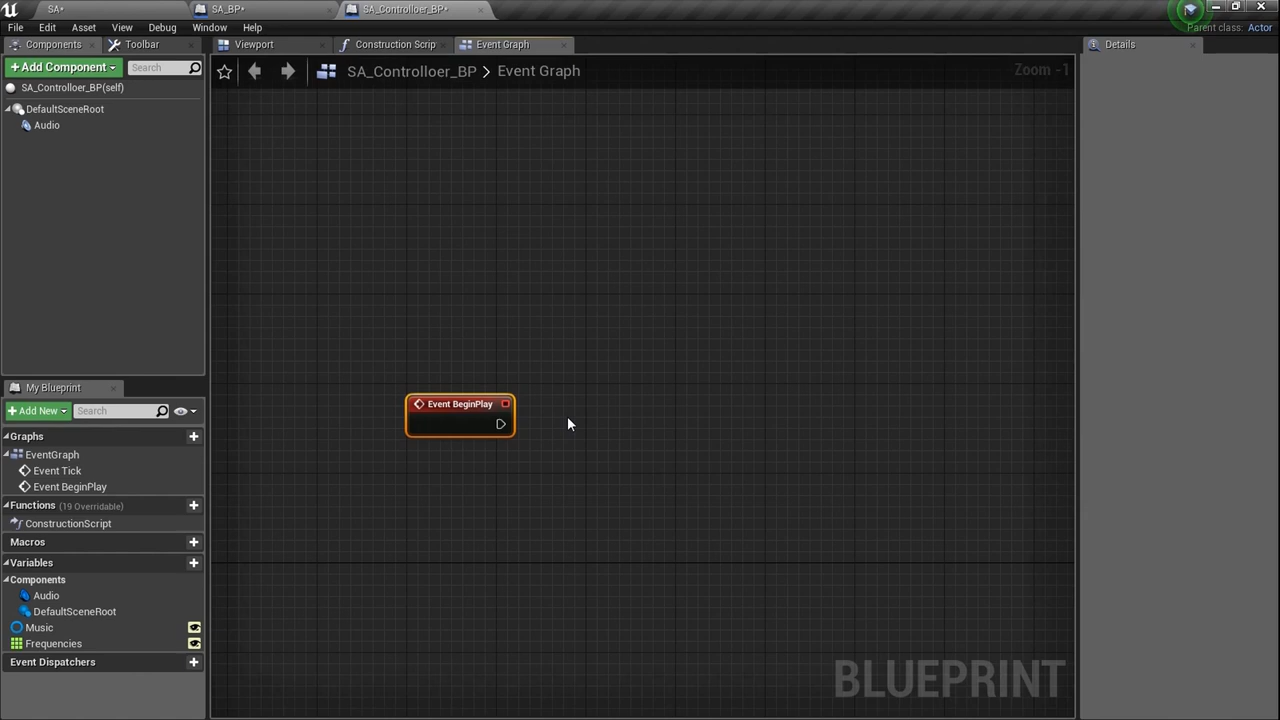 SA*
SA_BP*
SA_Controlloer_BP*
File
Edit
Asset
View
Debug
Window
Help
Parent class: Actor
Components
Toolbar
Viewport
Construction Scrip
Event Graph
Details
+Add Component
Search
SA_Controlloer_BP > Event Graph
Zoom -1
SA_Controlloer_BP(self)
DefaultSceneRoot
Audio
My Blueprint
+Add New
Search
Graphs
EventGraph
Event Tick
Event BeginPlay
Functions (19 Overridable)
ConstructionScript
Macros
Variables
Components
Audio
DefaultSceneRoot
Music
Frequencies
Event Dispatchers
Event BeginPlay
BLUEPRINT